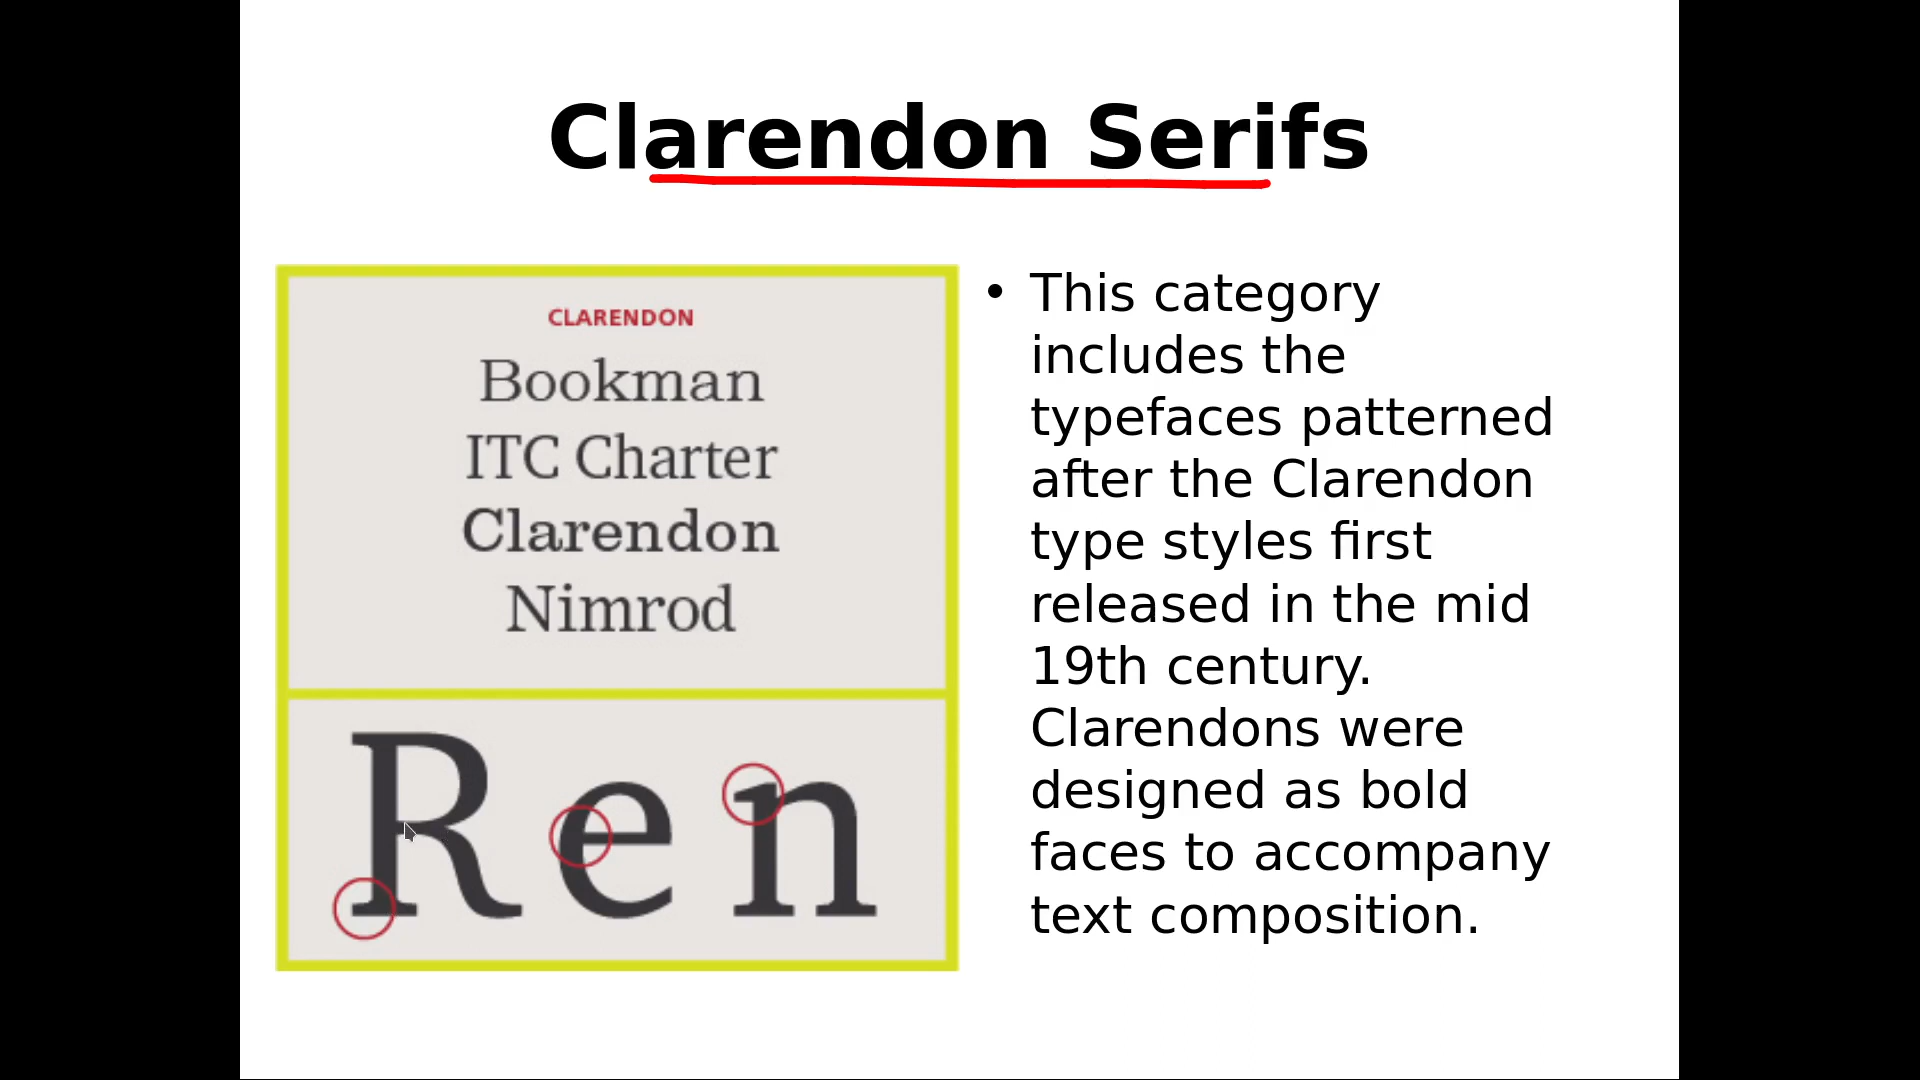 Clarendon Serifs
CLARENDON
Bookman
ITC Charter
Clarendon
Nimrod
Ren
• This category
includes the
typefaces patterned
after the Clarendon
type styles first
released in the mid
19th century.
Clarendons were
designed as bold
faces to accompany
text composition.